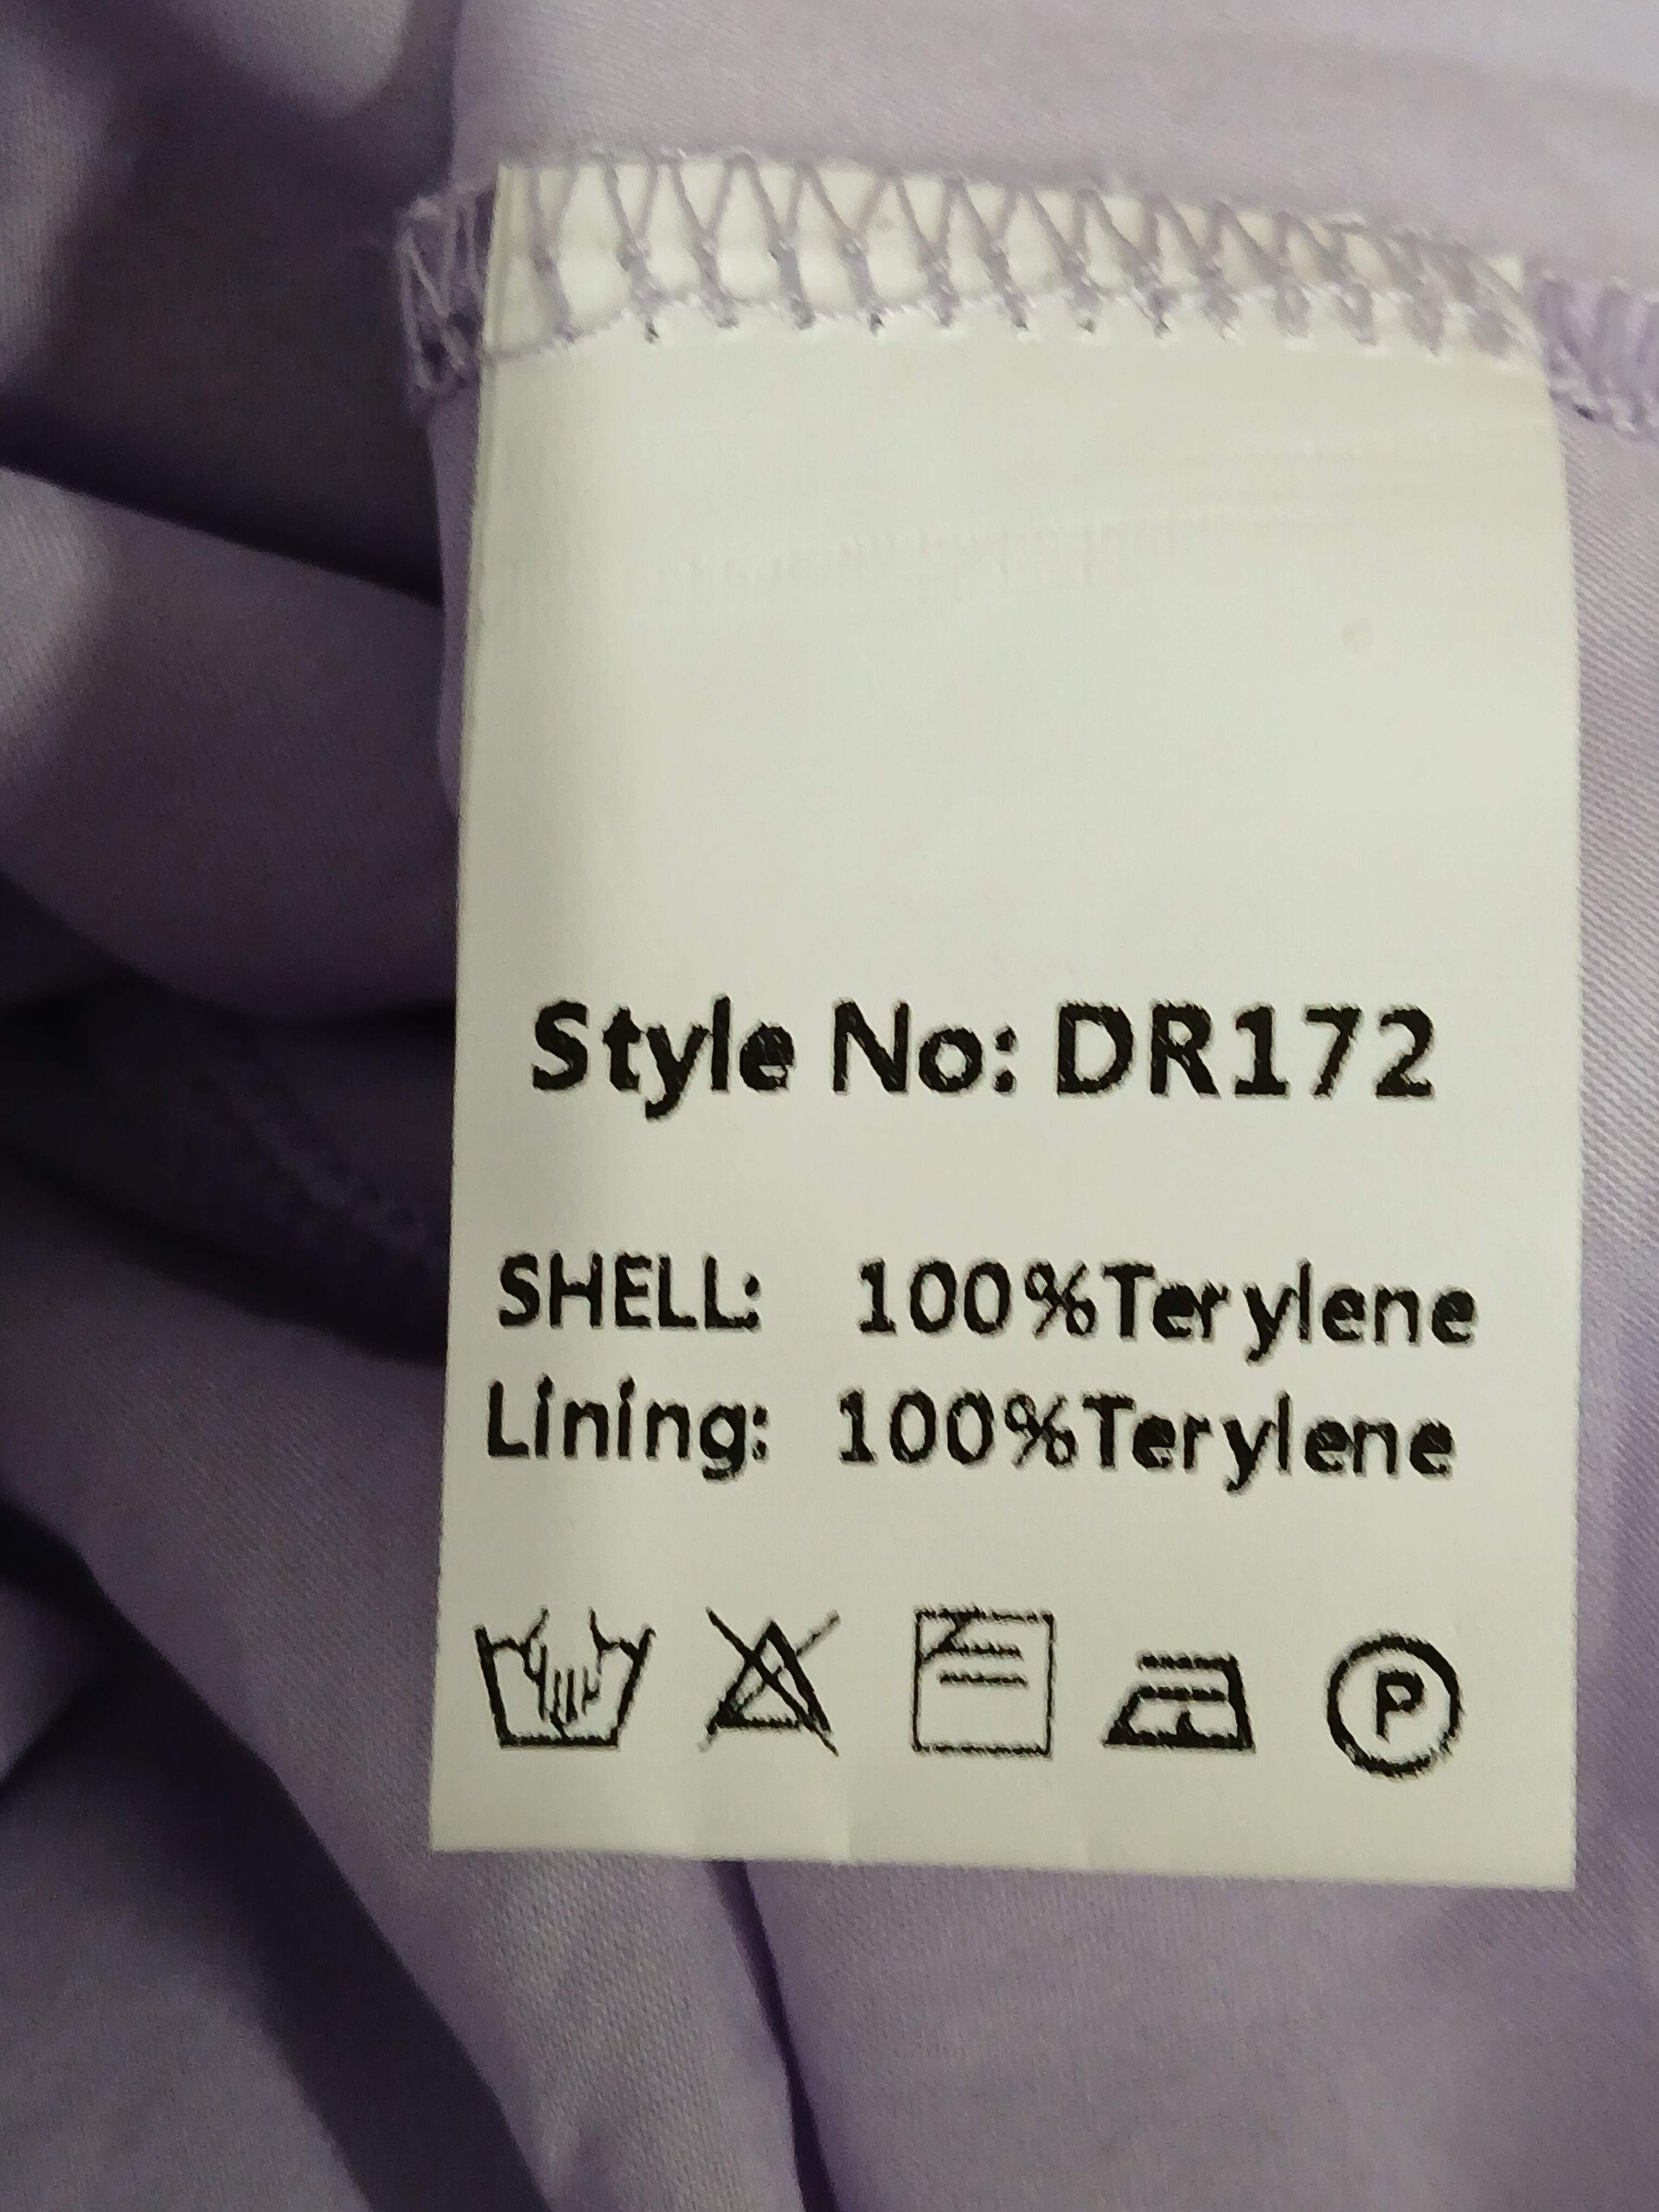 Style No: DR172
SHELL: 100%Terylene
Lining: 100%Terylene
P